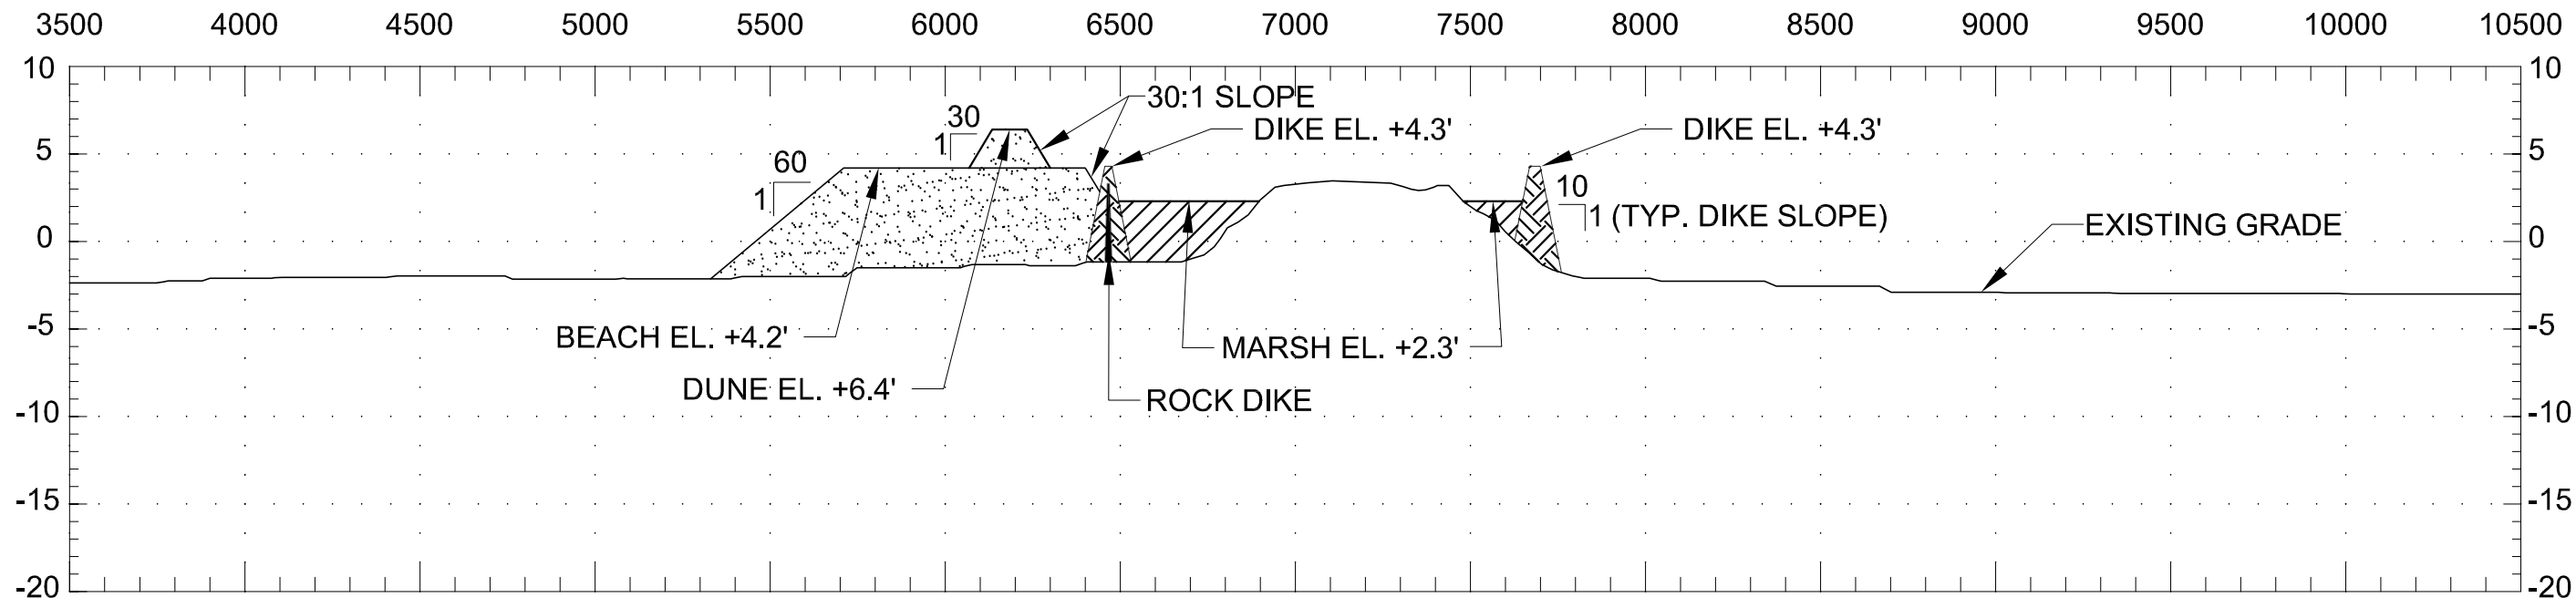 3500 4000 4500 5000 5500 6000 6500 7000 7500 8000 8500 9000 9500 10000 10500
10 10
30:1 SLOPE
30
1
DIKE EL. +4.3' DIKE EL. +4.3'
5 5
60
1
10
1 (TYP. DIKE SLOPE)
EXISTING GRADE
0 0
-5 -5
BEACH EL. +4.2'
MARSH EL. +2.3'
DUNE EL. +6.4'
ROCK DIKE
-10 -10
-15 -15
-20 -20